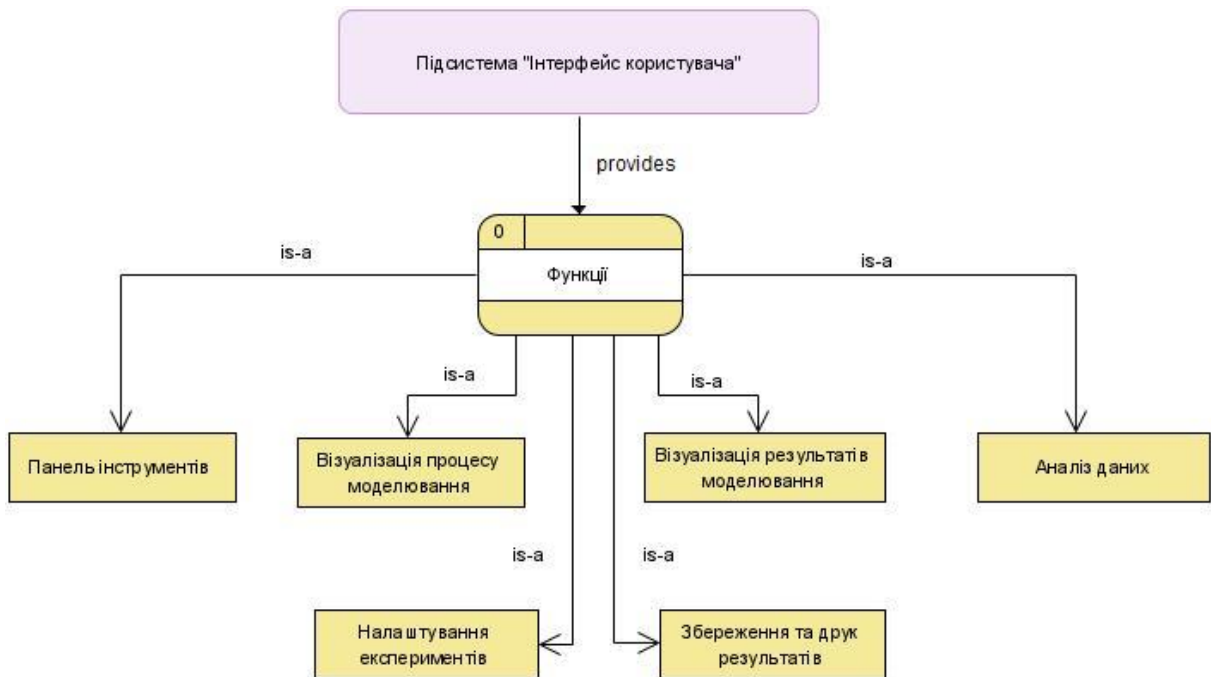 Підсистема "Інтерфейс користувача"
provides
0
Функції
is-a
is-a
is-a
is-a
Панель інструментів
Візуалізація процесу
моделювання
Візуалізація результатів
моделювання
Аналіз даних
is-a
is-a
Налаштування
експериментів
Збереження та друк
результатів